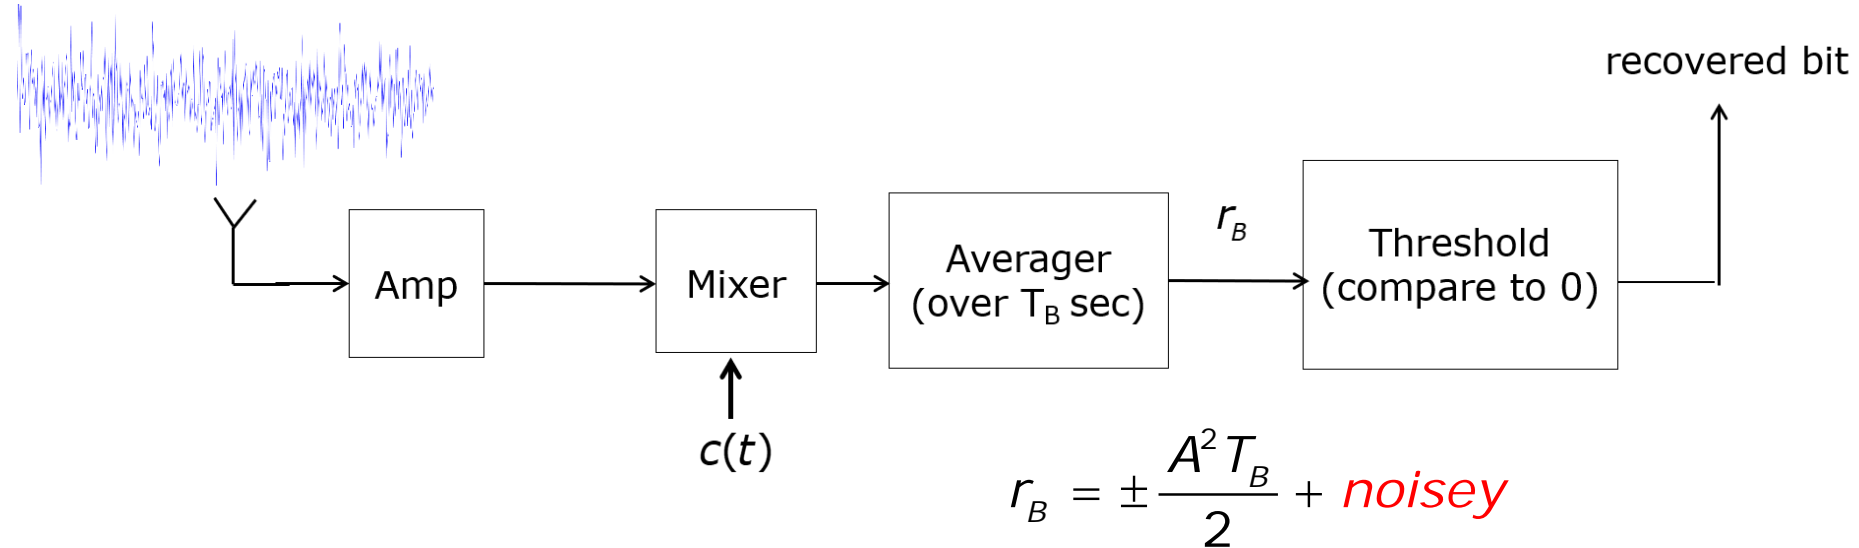 recovered bit
Amp
Mixer
Averager
(over T_B sec)
r_B
Threshold
(compare to 0)
c(t)
r_B = ± A²T_B / 2 + noisey